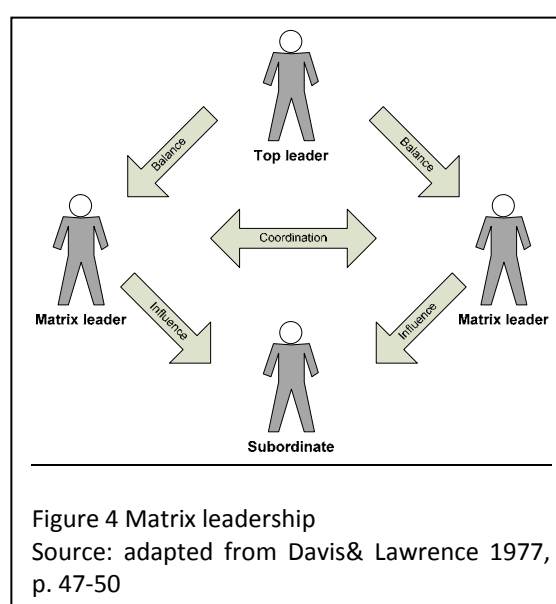 Top leader
Balance
Balance
Coordination
Matrix leader
Matrix leader
Influence
Influence
Subordinate
Figure 4 Matrix leadership
Source: adapted from Davis& Lawrence 1977,
p. 47-50